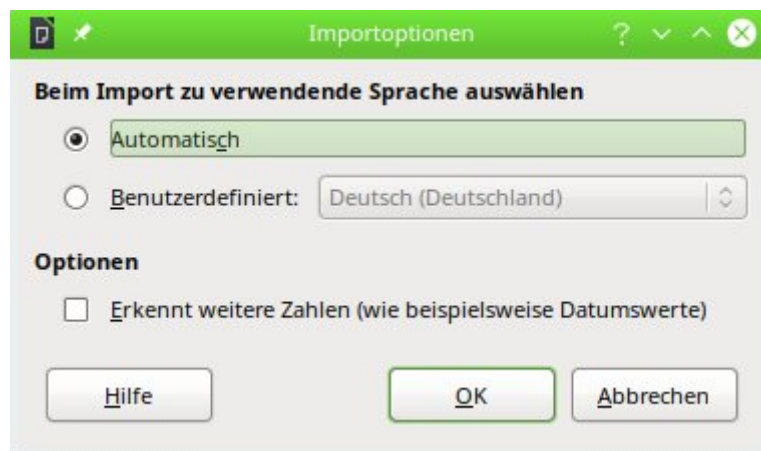 Importoptionen
Beim Import zu verwendende Sprache auswählen
Automatisch
Benutzerdefiniert: Deutsch (Deutschland)
Optionen
Erkennt weitere Zahlen (wie beispielsweise Datumswerte)
Hilfe OK Abbrechen